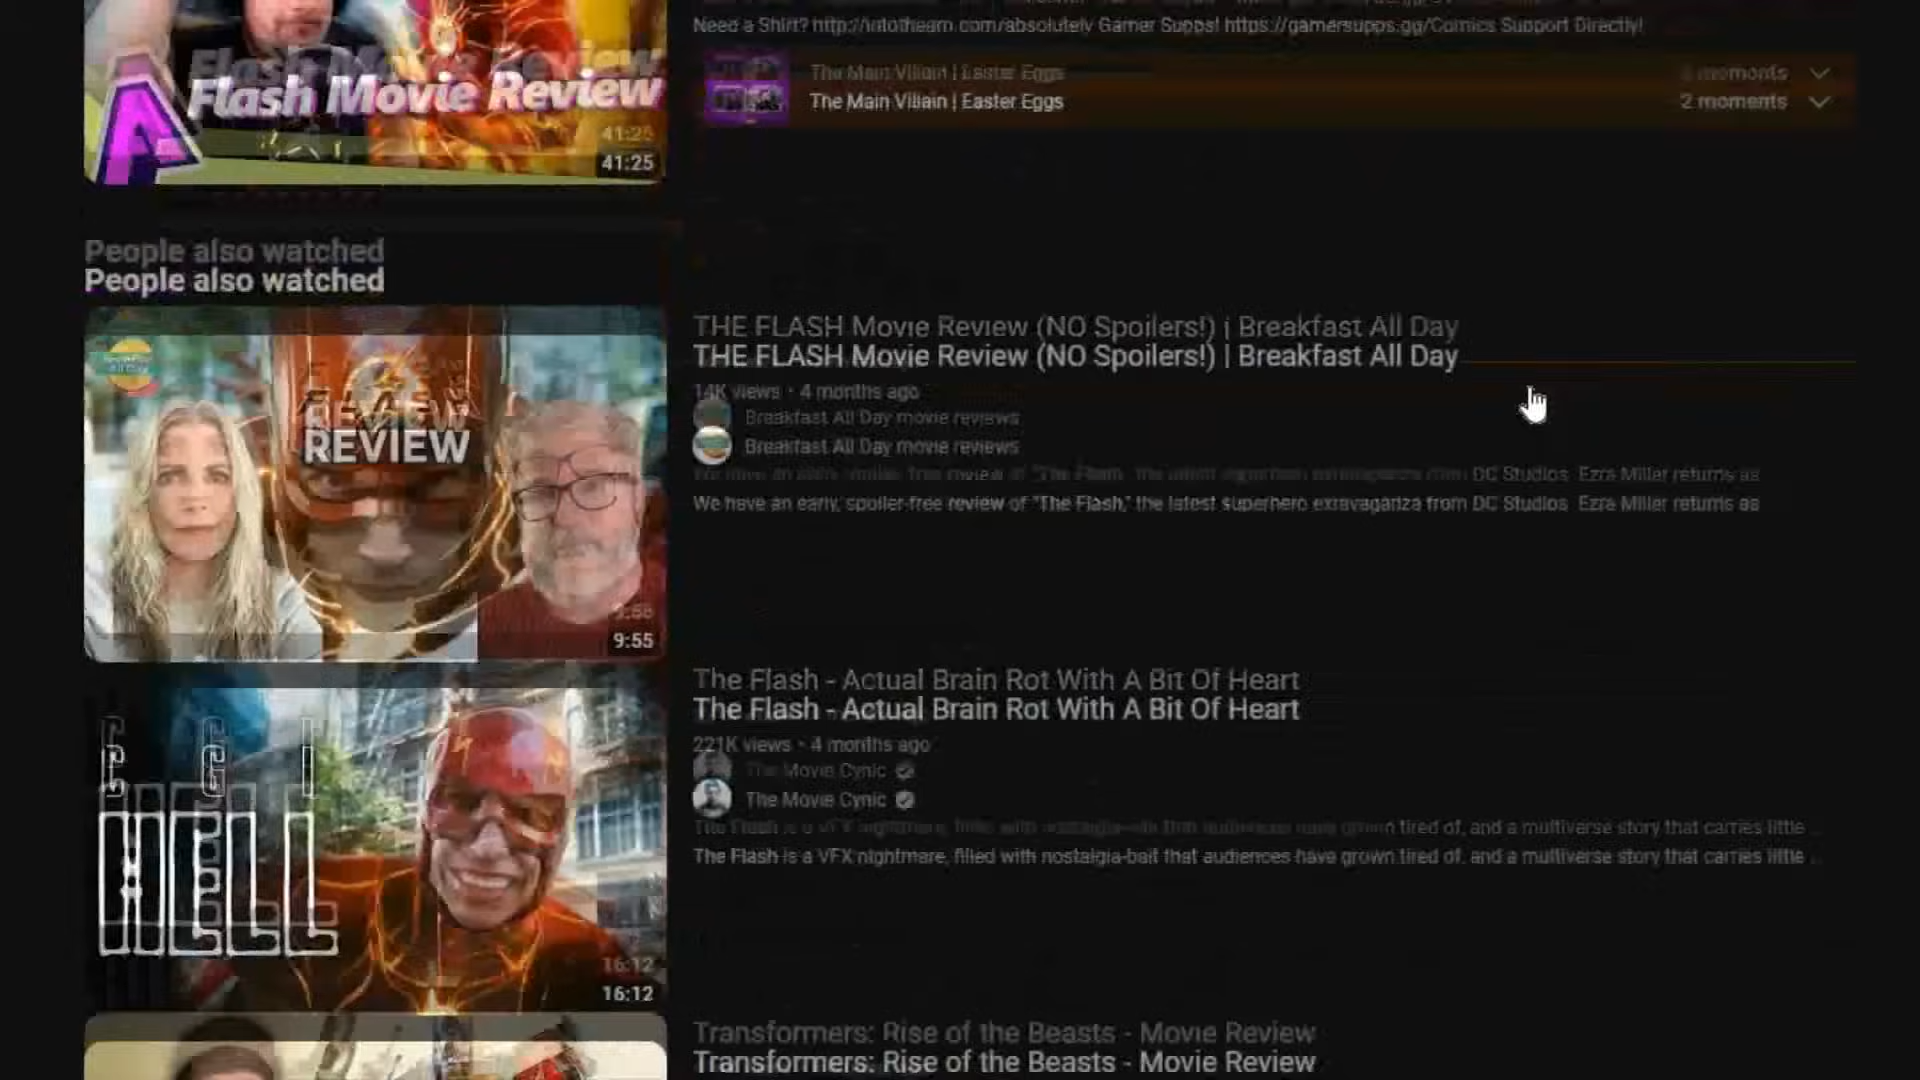 Need a Shirt? http://intotheam.com/absolutely Gamer Supps! https://gamersupps.gg/Comics Support Directly!
Flash Movie Review
41:25
The Main Villain | Easter Eggs
2 moments
People also watched
REVIEW
9:55
THE FLASH Movie Review (NO Spoilers!) | Breakfast All Day
14K views • 4 months ago
Breakfast All Day movie reviews
We have an early, spoiler-free review of "The Flash," the latest superhero extravaganza from DC Studios. Ezra Miller returns as
CGI
HELL
16:12
The Flash - Actual Brain Rot With A Bit Of Heart
221K views • 4 months ago
The Movie Cynic
The Flash is a VFX nightmare, filled with nostalgia-bait that audiences have grown tired of, and a multiverse story that carries little ...
Transformers: Rise of the Beasts - Movie Review